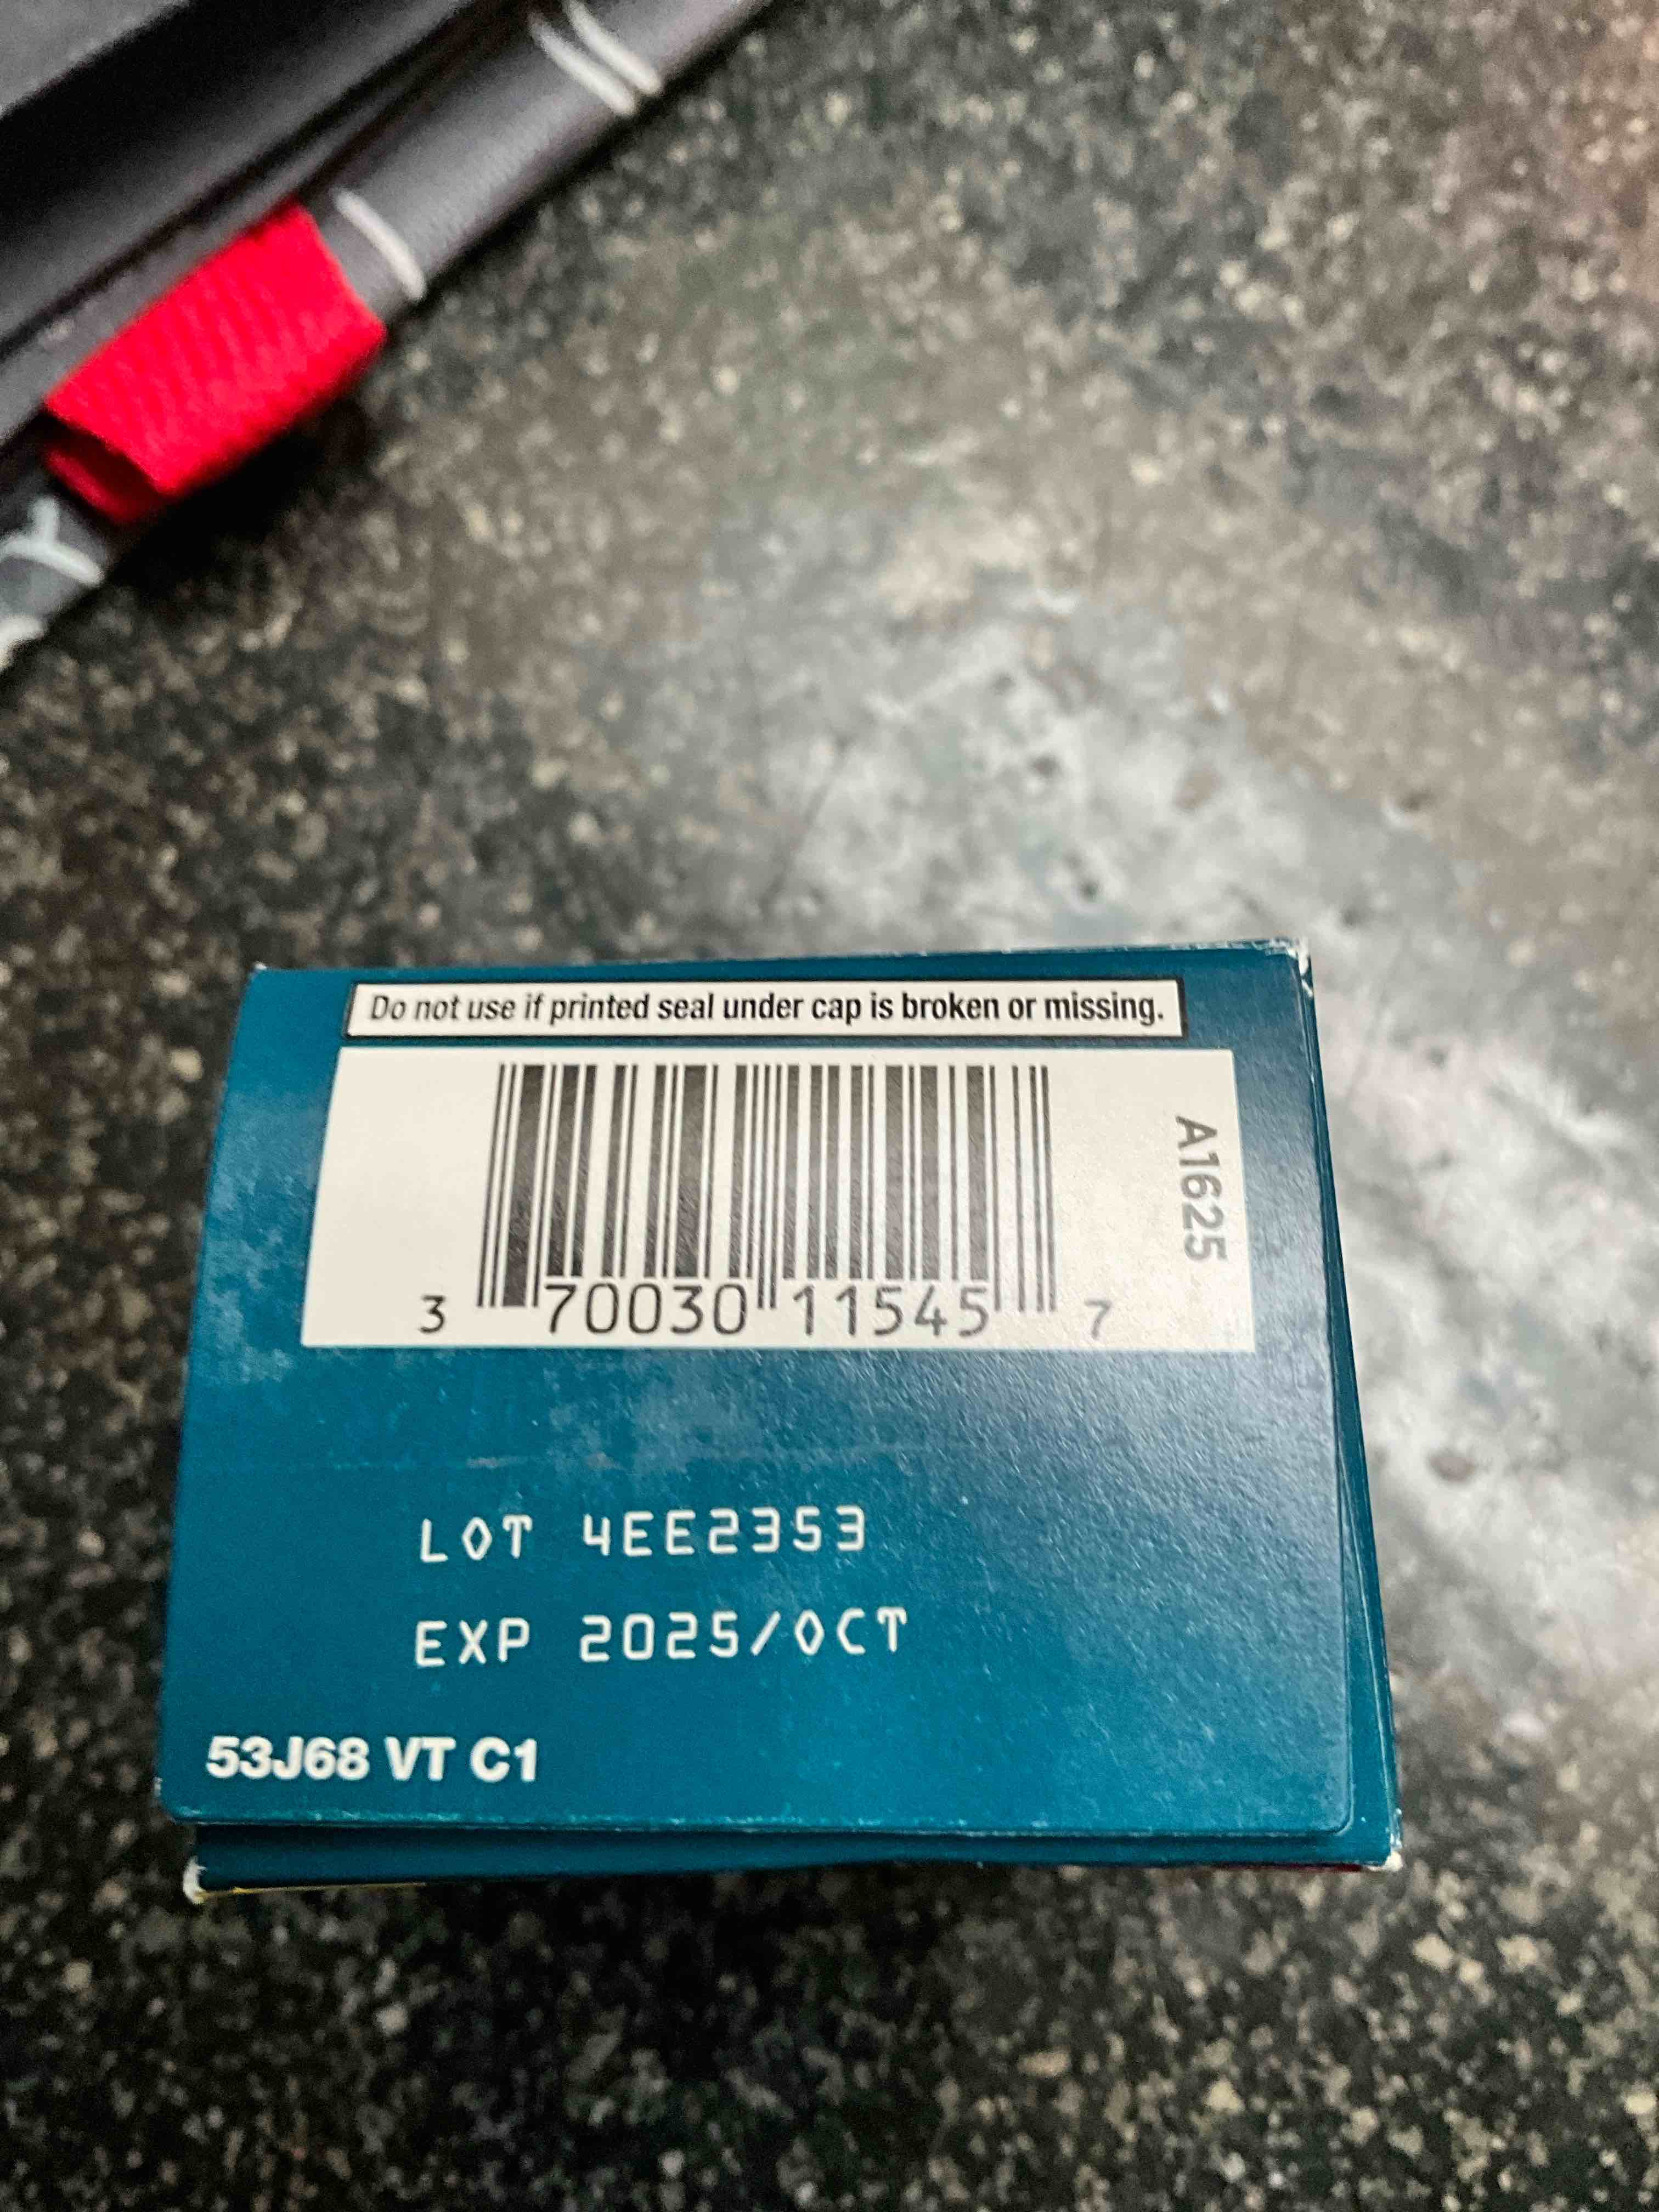 Do not use if printed seal under cap is broken or missing.
A1625
3 70030 11545 7
LOT 4EE2353
EXP 2025/OCT
53J68 VT C1